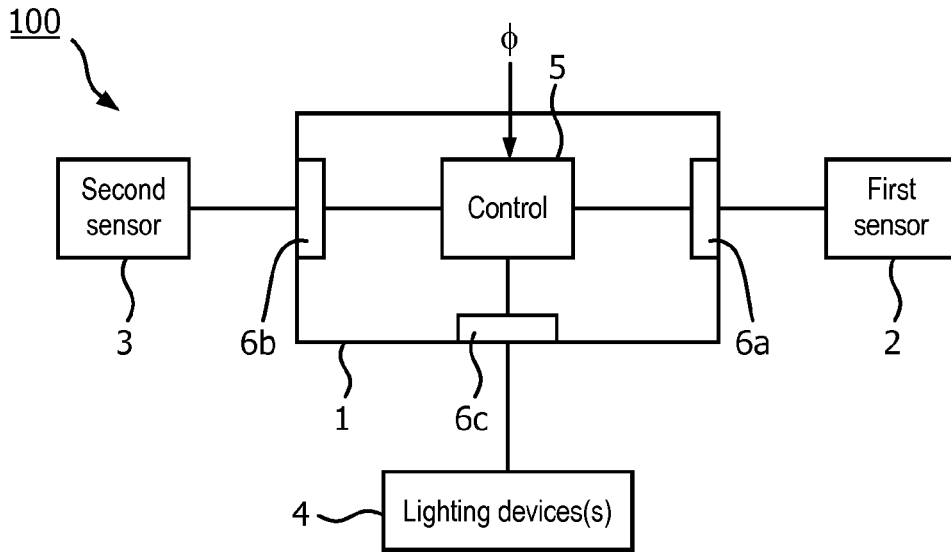 100
ϕ
5
Second
sensor
Control
First
sensor
3
6b
1
6c
6a
2
4
Lighting devices(s)